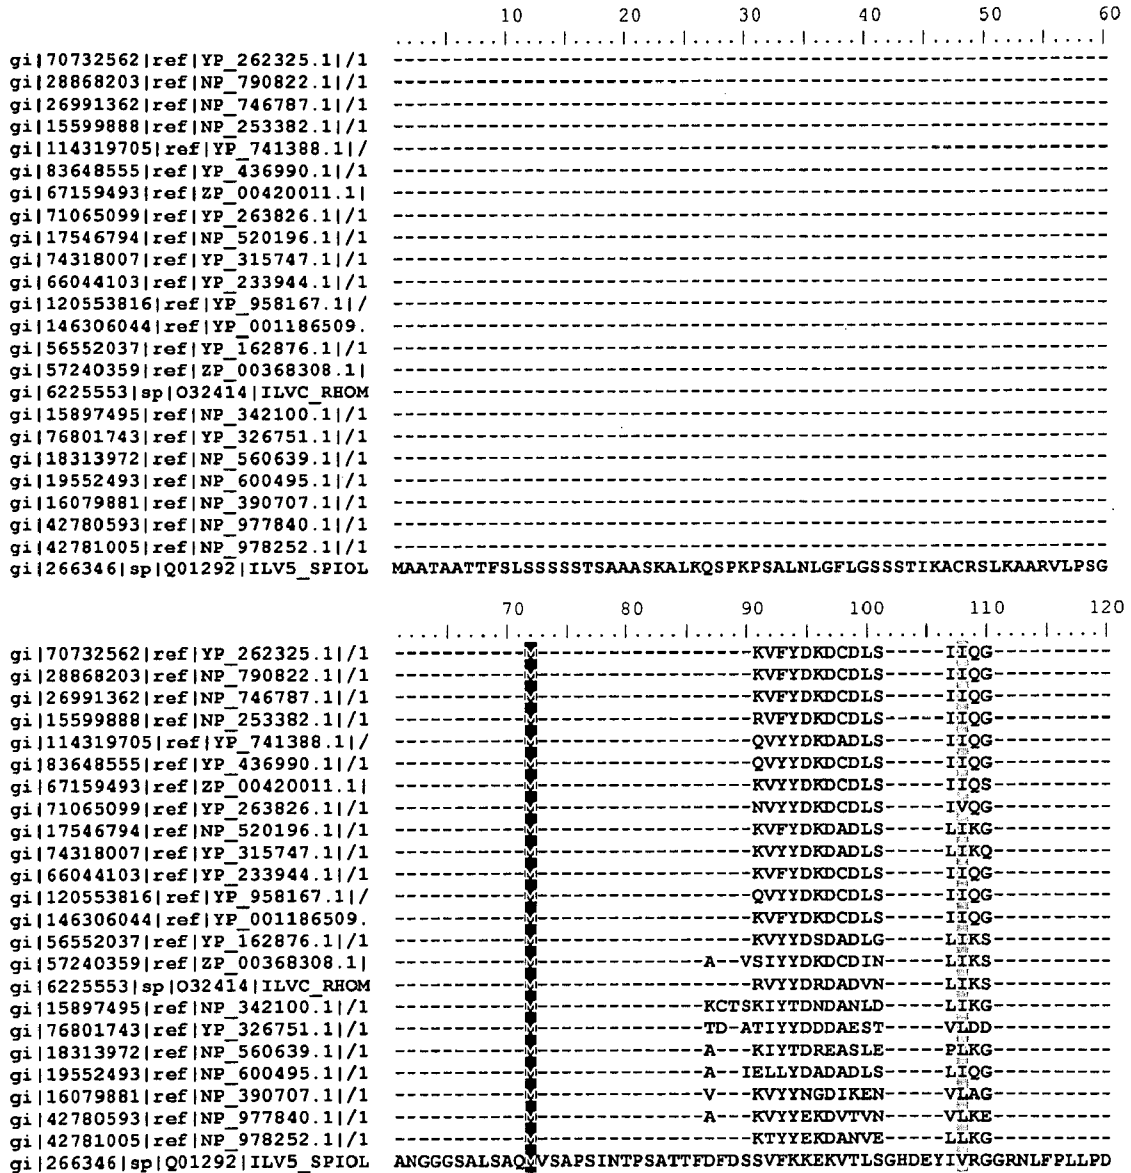 10 20 30 40 50 60
....|....|....|....|....|....|....|....|....|....|....|....|
gi|70732562|ref|YP_262325.1|/1 ------------------------------------------------------------
gi|28868203|ref|NP_790822.1|/1 ------------------------------------------------------------
gi|26991362|ref|NP_746787.1|/1 ------------------------------------------------------------
gi|15599888|ref|NP_253382.1|/1 ------------------------------------------------------------
gi|114319705|ref|YP_741388.1|/ ------------------------------------------------------------
gi|83648555|ref|YP_436990.1|/1 ------------------------------------------------------------
gi|67159493|ref|ZP_00420011.1| ------------------------------------------------------------
gi|71065099|ref|YP_263826.1|/1 ------------------------------------------------------------
gi|17546794|ref|NP_520196.1|/1 ------------------------------------------------------------
gi|74318007|ref|YP_315747.1|/1 ------------------------------------------------------------
gi|66044103|ref|YP_233944.1|/1 ------------------------------------------------------------
gi|120553816|ref|YP_958167.1|/ ------------------------------------------------------------
gi|146306044|ref|YP_001186509. ------------------------------------------------------------
gi|56552037|ref|YP_162876.1|/1 ------------------------------------------------------------
gi|57240359|ref|ZP_00368308.1| ------------------------------------------------------------
gi|6225553|sp|O32414|ILVC_RHOM ------------------------------------------------------------
gi|15897495|ref|NP_342100.1|/1 ------------------------------------------------------------
gi|76801743|ref|YP_326751.1|/1 ------------------------------------------------------------
gi|18313972|ref|NP_560639.1|/1 ------------------------------------------------------------
gi|19552493|ref|NP_600495.1|/1 ------------------------------------------------------------
gi|16079881|ref|NP_390707.1|/1 ------------------------------------------------------------
gi|42780593|ref|NP_977840.1|/1 ------------------------------------------------------------
gi|42781005|ref|NP_978252.1|/1 ------------------------------------------------------------
gi|266346|sp|Q01292|ILV5_SPIOL MAATAATTFSLSSSSSTSAAASKALKQSPKPSALNLGFLGSSSTIKACRSLKAARVLPSG
70 80 90 100 110 120
....|....|....|....|....|....|....|....|....|....|....|....|
gi|70732562|ref|YP_262325.1|/1 -----------M------------------KVFYDKDCDLS-----IIQG----------
gi|28868203|ref|NP_790822.1|/1 -----------M------------------KVFYDKDCDLS-----IIQG----------
gi|26991362|ref|NP_746787.1|/1 -----------M------------------KVFYDKDCDLS-----IIQG----------
gi|15599888|ref|NP_253382.1|/1 -----------M------------------RVFYDKDCDLS-----IIQG----------
gi|114319705|ref|YP_741388.1|/ -----------M------------------QVYYDKDADLS-----IIQG----------
gi|83648555|ref|YP_436990.1|/1 -----------M------------------QVYYDKDCDLS-----IIQG----------
gi|67159493|ref|ZP_00420011.1| -----------M------------------KVYYDKDCDLS-----IIQS----------
gi|71065099|ref|YP_263826.1|/1 -----------M------------------NVYYDKDCDLS-----IVQG----------
gi|17546794|ref|NP_520196.1|/1 -----------M------------------KVFYDKDADLS-----LIKG----------
gi|74318007|ref|YP_315747.1|/1 -----------M------------------KVYYDKDADLS-----LIKQ----------
gi|66044103|ref|YP_233944.1|/1 -----------M------------------KVFYDKDCDLS-----IIQG----------
gi|120553816|ref|YP_958167.1|/ -----------M------------------QVYYDKDCDLS-----IIQG----------
gi|146306044|ref|YP_001186509. -----------M------------------KVFYDKDCDLS-----IIQG----------
gi|56552037|ref|YP_162876.1|/1 -----------M------------------KVYYDSDADLG-----LIKS----------
gi|57240359|ref|ZP_00368308.1| -----------M--------------A--VSIYYDKDCDIN-----LIKS----------
gi|6225553|sp|O32414|ILVC_RHOM -----------M------------------RVYYDRDADVN-----LIKS----------
gi|15897495|ref|NP_342100.1|/1 -----------M--------------KCTSKIYTDNDANLD-----LIKG----------
gi|76801743|ref|YP_326751.1|/1 -----------M--------------TD-ATIYYDDDAEST-----VLDD----------
gi|18313972|ref|NP_560639.1|/1 -----------M--------------A---KIYTDREASLE-----PLKG----------
gi|19552493|ref|NP_600495.1|/1 -----------M--------------A--IELLYDADADLS-----LIQG----------
gi|16079881|ref|NP_390707.1|/1 -----------M--------------V---KVYYNGDIKEN-----VLAG----------
gi|42780593|ref|NP_977840.1|/1 -----------M--------------A---KVYYEKDVTVN-----VLKE----------
gi|42781005|ref|NP_978252.1|/1 -----------M------------------KTYYEKDANVE-----LLKG----------
gi|266346|sp|Q01292|ILV5_SPIOL ANGGGSALSAQMVSAPSINTPSATTFDFDSSVFKKEKVTLSGHDEYIVRGGRNLFPLLPD